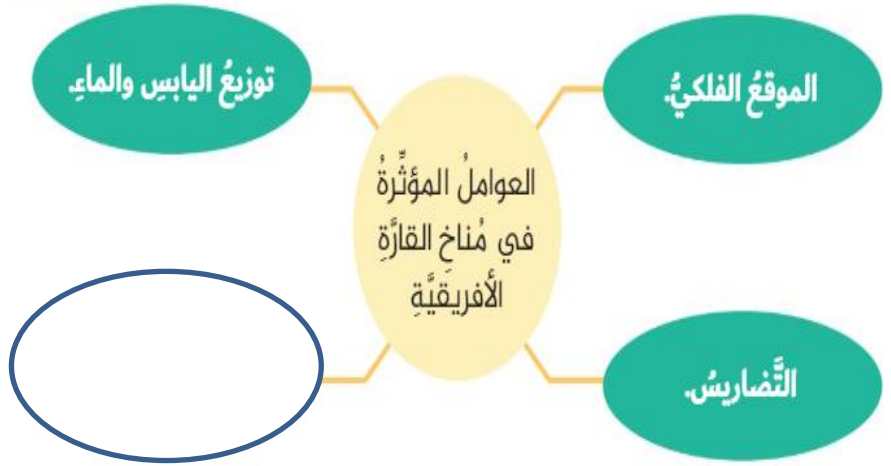 العواملُ المؤثِّرةُ
في مُناخِ القارَّةِ
الأفريقيَّةِ
الموقعُ الفلكيُّ.
توزيعُ اليابسِ والماءِ.
التَّضاريسُ.